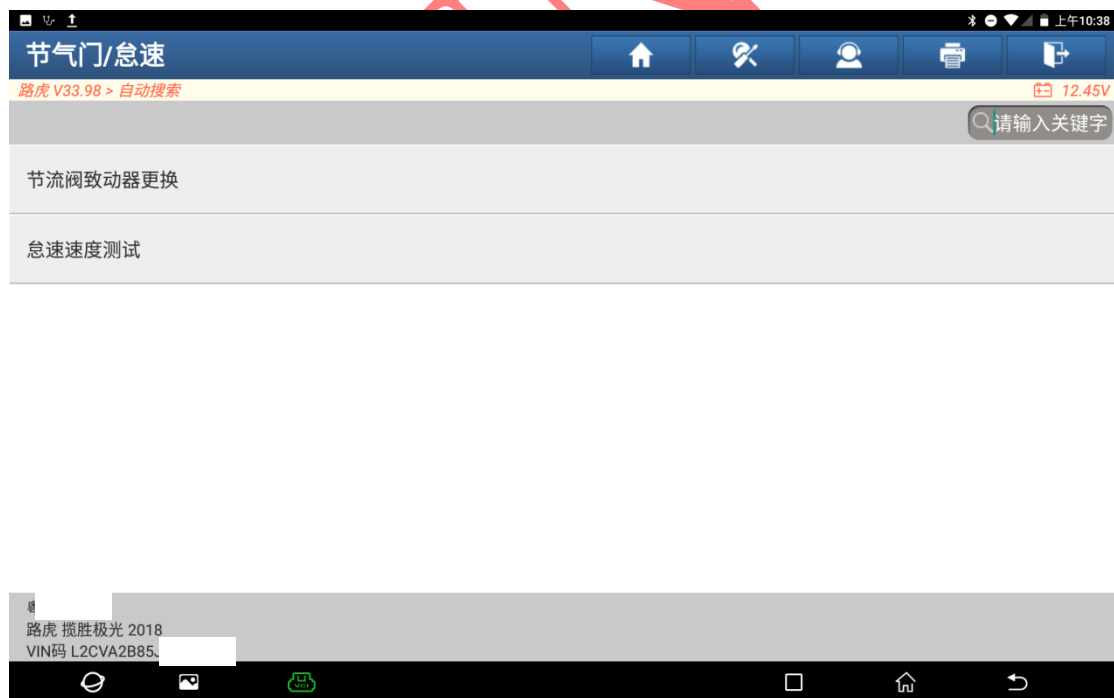 上午10:38
节气门/怠速
路虎 V33.98 > 自动搜索
12.45V
请输入关键字
节流阀致动器更换
怠速速度测试
路虎 揽胜极光 2018
VIN码 L2CVA2B85J
VCI